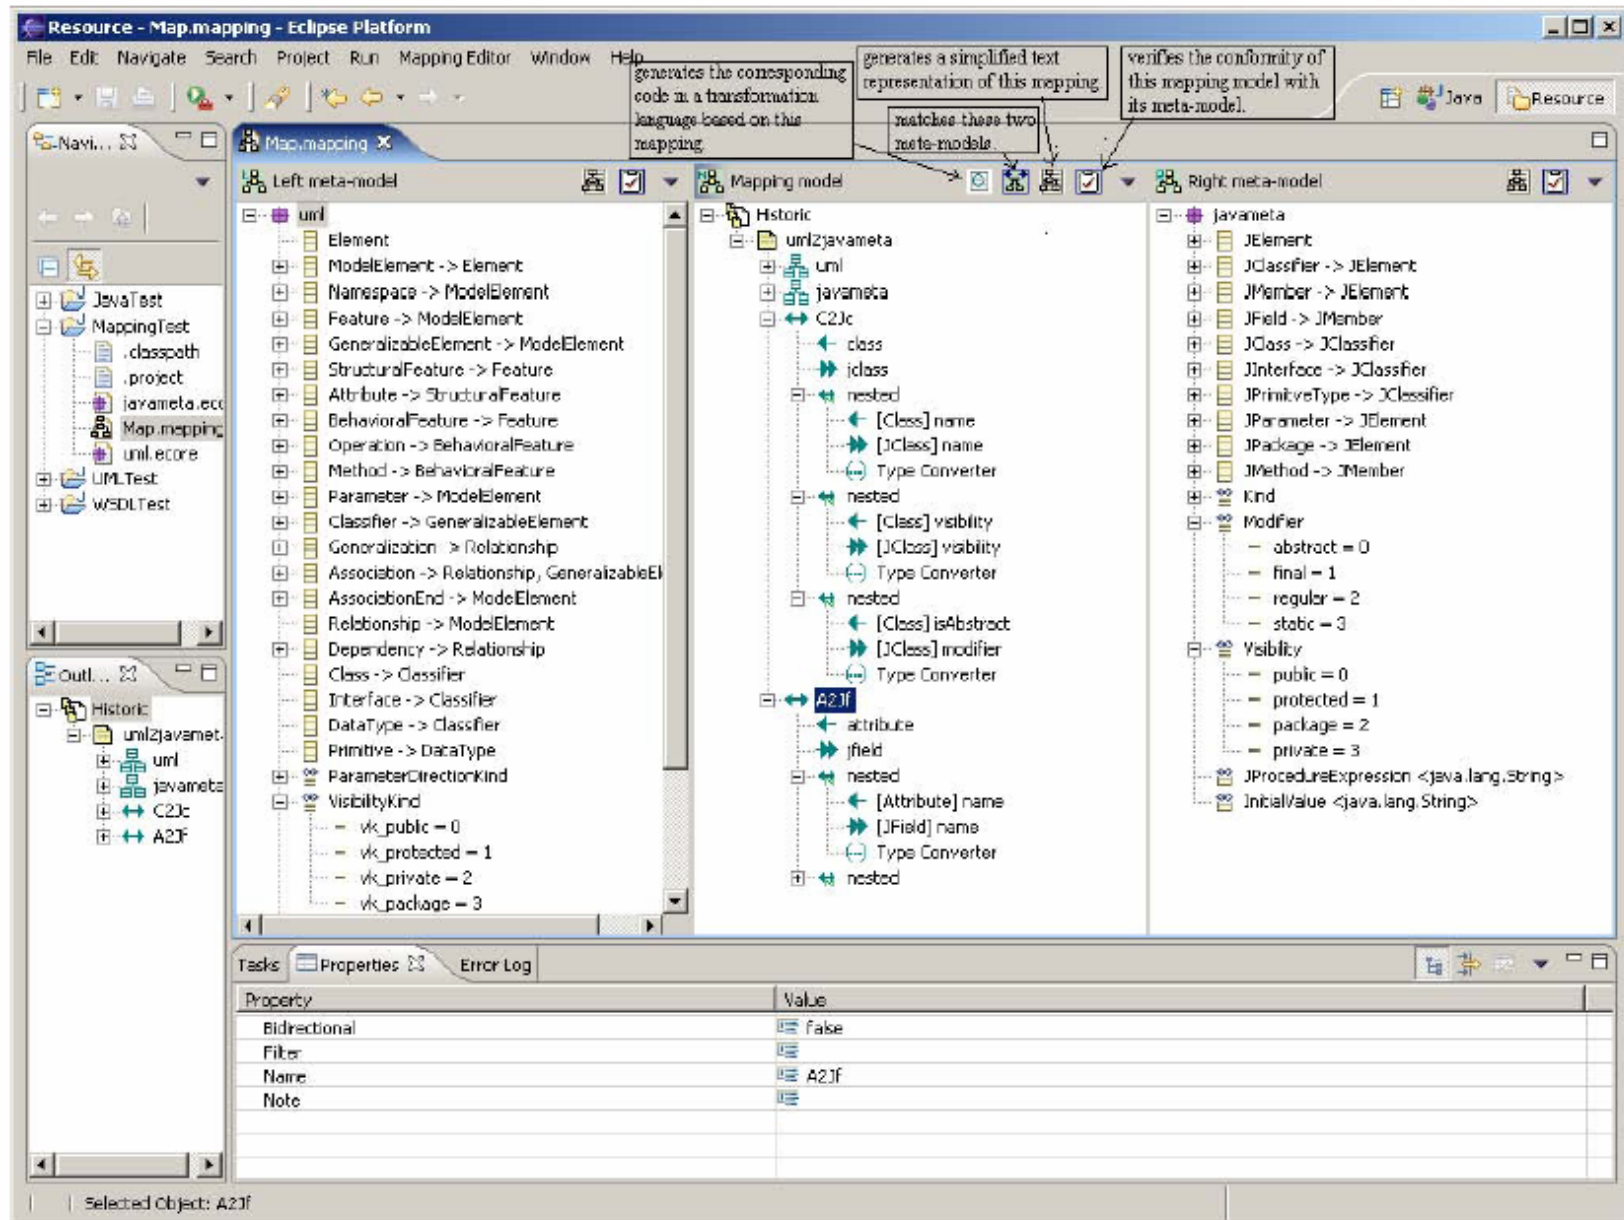 Resource - Map.mapping - Eclipse Platform
File Edit Navigate Search Project Run Mapping Editor Window Help
generates the corresponding
code in a transformation
language based on this
mapping.
generates a simplified text
representation of this mapping
matches these two
meta-models.
verifies the conformity of
this mapping model with
its meta-model.
Java
Resource
Navi...
JavaTest
MappingTest
.classpath
.project
javameta.ecc
Map.mapping
uml.ecore
UMLTest
WSDLTest
Outl...
Historic
uml2javamet.
uml
javameta
C2Jc
A2Jf
Map.mapping
Left meta-model
uml
Element
ModelElement -> Element
Namespace -> ModelElement
Feature -> ModelElement
GeneralizableElement -> ModelElement
StructuralFeature -> Feature
Attribute -> StructuralFeature
BehavioralFeature -> Feature
Operation -> BehavioralFeature
Method -> BehavioralFeature
Parameter -> ModelElement
Classifier -> GeneralizableElement
Generalization -> Relationship
Association -> Relationship, GeneralizableEl
AssociationEnd -> ModelElement
Relationship -> ModelElement
Dependency -> Relationship
Class -> Classifier
Interface -> Classifier
DataType -> Classifier
Primitive -> DataType
ParameterDirectionKind
VisibilityKind
vk_public = 0
vk_protected = 1
vk_private = 2
vk_package = 3
Mapping model
Historic
uml2javameta
uml
javameta
C2Jc
class
jclass
nested
[Class] name
[JClass] name
Type Converter
nested
[Class] visibility
[JClass] visibility
Type Converter
nested
[Class] isAbstract
[JClass] modifier
Type Converter
A2Jf
attribute
jfield
nested
[Attribute] name
[JField] name
Type Converter
nested
Right meta-model
javameta
JElement
JClassifier -> JElement
JMember -> JElement
JField -> JMember
JClass -> JClassifier
JInterface -> JClassifier
JPrimitveType -> JClassifier
JParameter -> JElement
JPackage -> JElement
JMethod -> JMember
Kind
Modifier
abstract = 0
final = 1
regular = 2
static = 3
Visibility
public = 0
protected = 1
package = 2
private = 3
JProcedureExpression <java.lang.String>
InitialValue <java.lang.String>
Tasks Properties Error Log
Property Value
Bidirectional false
Filter
Name A2Jf
Note
Selected Object: A2Jf